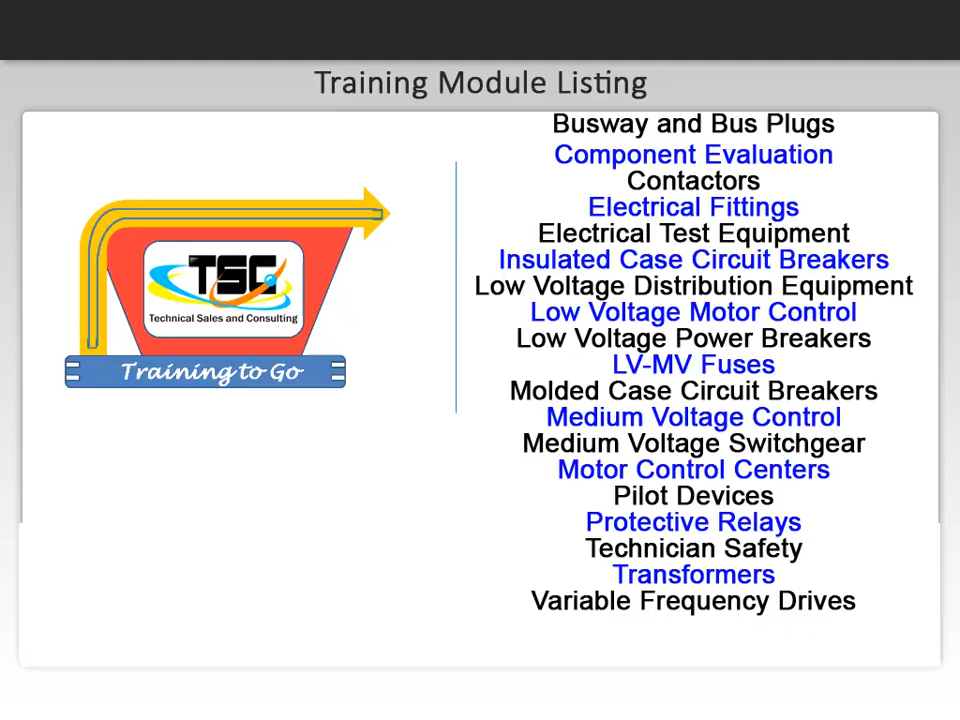 Training Module Listing
TSC
Technical Sales and Consulting
Training to Go
Busway and Bus Plugs
Component Evaluation
Contactors
Electrical Fittings
Electrical Test Equipment
Insulated Case Circuit Breakers
Low Voltage Distribution Equipment
Low Voltage Motor Control
Low Voltage Power Breakers
LV-MV Fuses
Molded Case Circuit Breakers
Medium Voltage Control
Medium Voltage Switchgear
Motor Control Centers
Pilot Devices
Protective Relays
Technician Safety
Transformers
Variable Frequency Drives